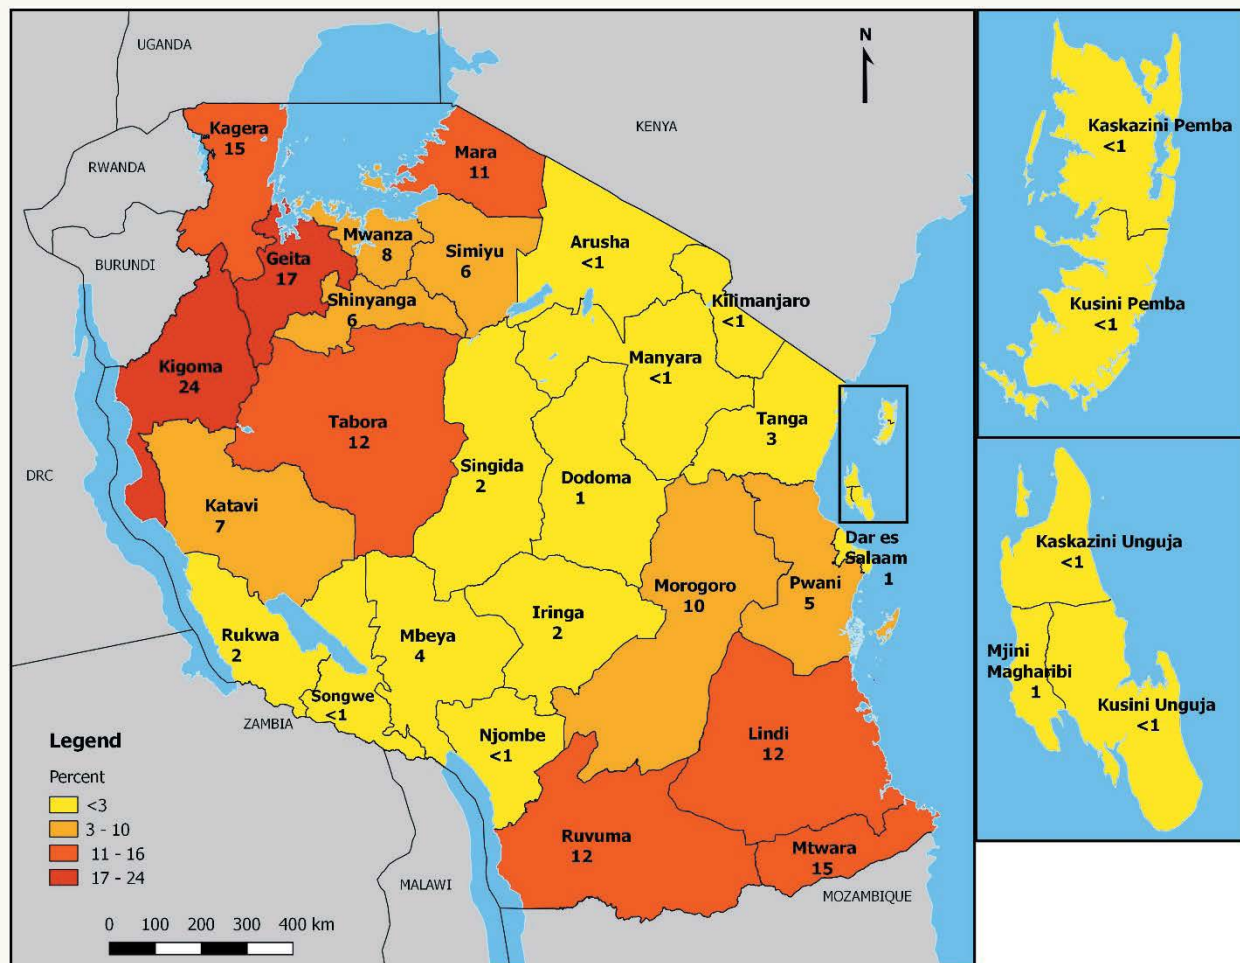 UGANDA
N
KENYA
RWANDA
BURUNDI
DRC
ZAMBIA
MALAWI
MOZAMBIQUE
Kagera
15
Mara
11
Mwanza
8
Simiyu
6
Geita
17
Shinyanga
6
Arusha
<1
Kilimanjaro
<1
Manyara
<1
Kigoma
24
Tabora
12
Tanga
3
Singida
2
Dodoma
1
Katavi
7
Dar es
Salaam
1
Morogoro
10
Pwani
5
Iringa
2
Rukwa
2
Mbeya
4
Songwe
<1
Njombe
<1
Lindi
12
Ruvuma
12
Mtwara
15
Legend
Percent
<3
3 - 10
11 - 16
17 - 24
0 100 200 300 400 km
Kaskazini Pemba
<1
Kusini Pemba
<1
Kaskazini Unguja
<1
Mjini
Magharibi
1
Kusini Unguja
<1